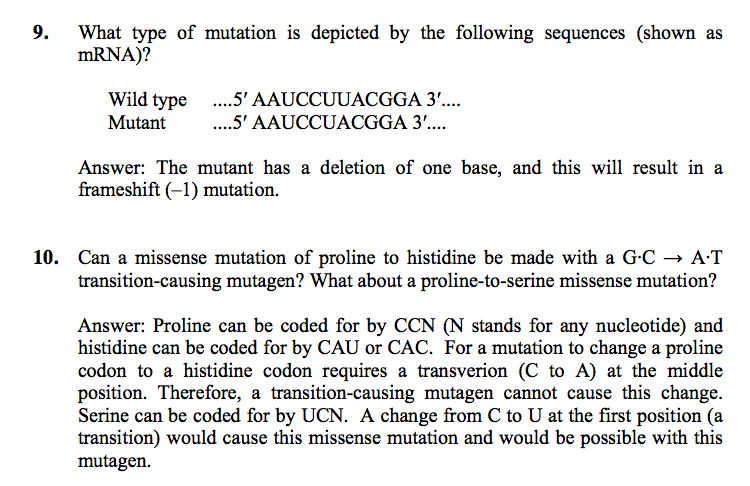 9. What type of mutation is depicted by the following sequences (shown as
mRNA)?
Wild type ....5′ AAUCCUUACGGA 3′....
Mutant ....5′ AAUCCUACGGA 3′....
Answer: The mutant has a deletion of one base, and this will result in a
frameshift (–1) mutation.
10. Can a missense mutation of proline to histidine be made with a G·C → A·T
transition-causing mutagen? What about a proline-to-serine missense mutation?
Answer: Proline can be coded for by CCN (N stands for any nucleotide) and
histidine can be coded for by CAU or CAC. For a mutation to change a proline
codon to a histidine codon requires a transverion (C to A) at the middle
position. Therefore, a transition-causing mutagen cannot cause this change.
Serine can be coded for by UCN. A change from C to U at the first position (a
transition) would cause this missense mutation and would be possible with this
mutagen.